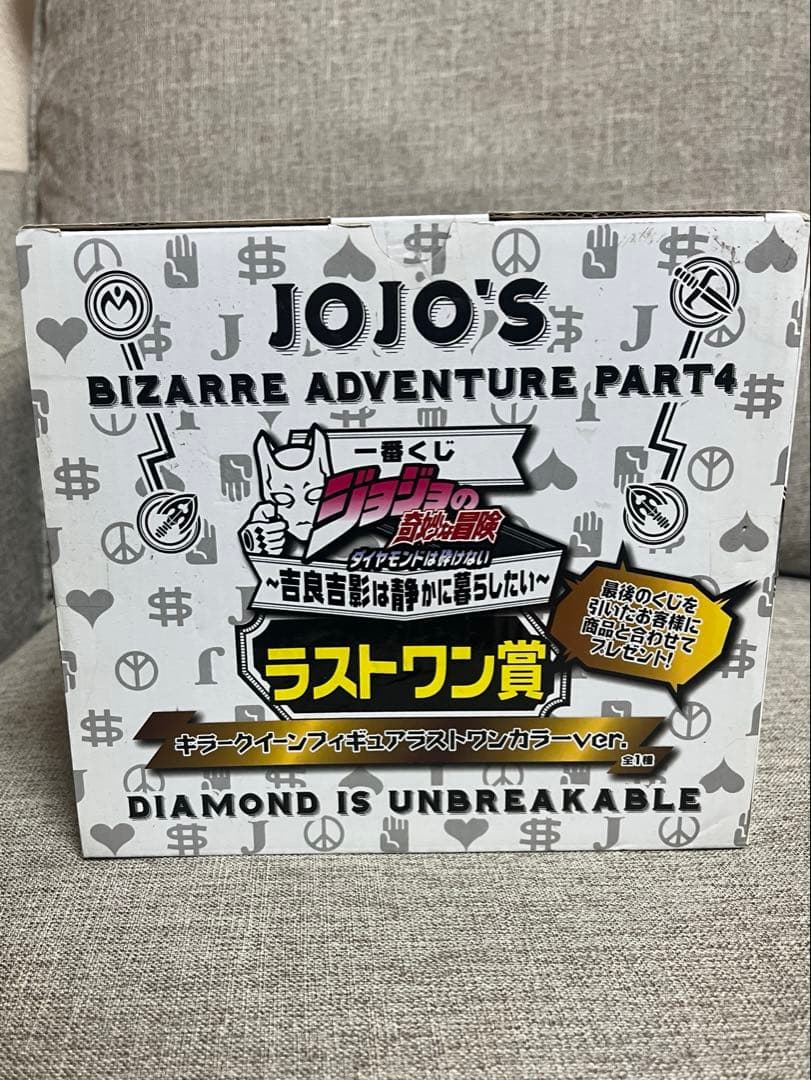 JOJO'S
BIZARRE ADVENTURE PART4
一番くじ
ジョジョの
奇妙な冒険
ダイヤモンドは砕けない
～吉良吉影は静かに暮らしたい～
最後のくじを
引いたお客様に
商品と合わせて
プレゼント!
ラストワン賞
キラークイーンフィギュアラストワンカラーver.
全1種
DIAMOND IS UNBREAKABLE